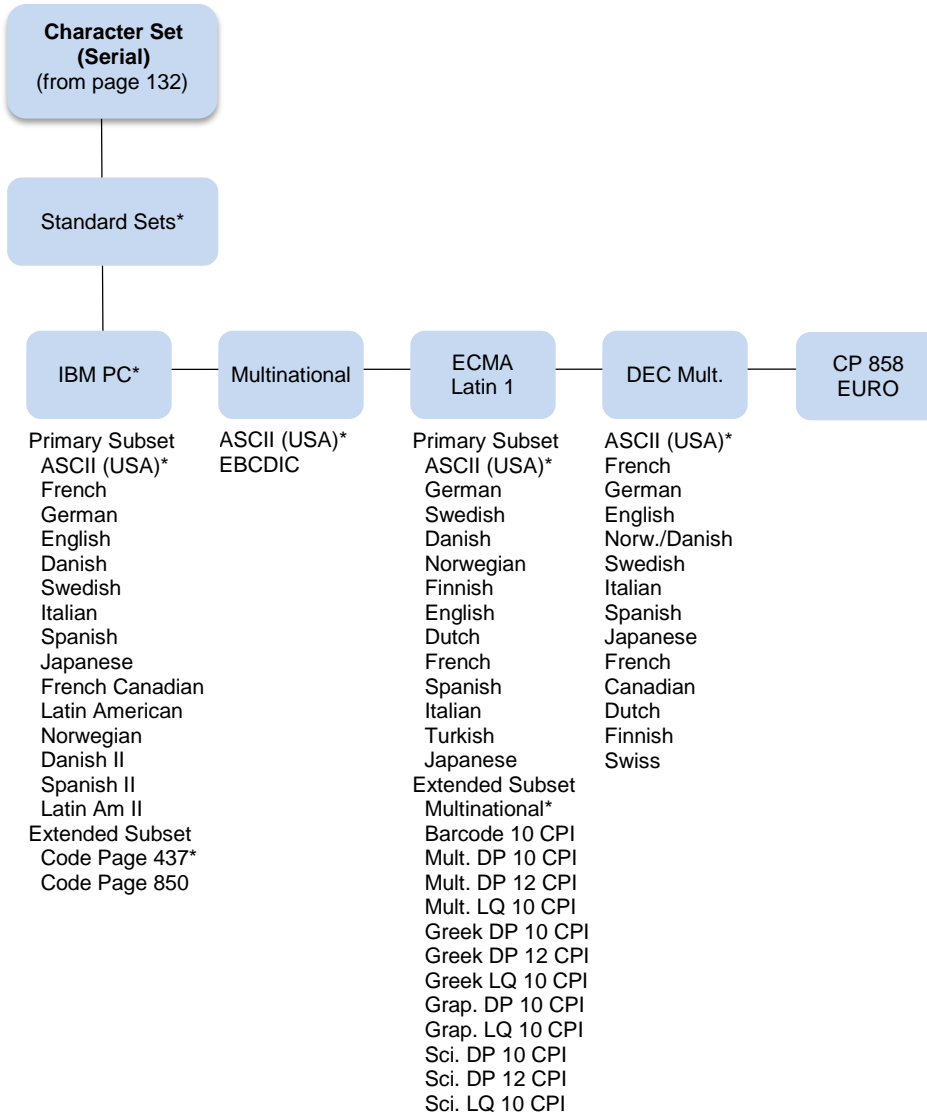 Character Set
(Serial)
(from page 132)
Standard Sets*
IBM PC*
Multinational
ECMA
Latin 1
DEC Mult.
CP 858
EURO
Primary Subset
ASCII (USA)*
French
German
English
Danish
Swedish
Italian
Spanish
Japanese
French Canadian
Latin American
Norwegian
Danish II
Spanish II
Latin Am II
Extended Subset
Code Page 437*
Code Page 850
ASCII (USA)*
EBCDIC
Primary Subset
ASCII (USA)*
German
Swedish
Danish
Norwegian
Finnish
English
Dutch
French
Spanish
Italian
Turkish
Japanese
Extended Subset
Multinational*
Barcode 10 CPI
Mult. DP 10 CPI
Mult. DP 12 CPI
Mult. LQ 10 CPI
Greek DP 10 CPI
Greek DP 12 CPI
Greek LQ 10 CPI
Grap. DP 10 CPI
Grap. LQ 10 CPI
Sci. DP 10 CPI
Sci. DP 12 CPI
Sci. LQ 10 CPI
ASCII (USA)*
French
German
English
Norw./Danish
Swedish
Italian
Spanish
Japanese
French
Canadian
Dutch
Finnish
Swiss